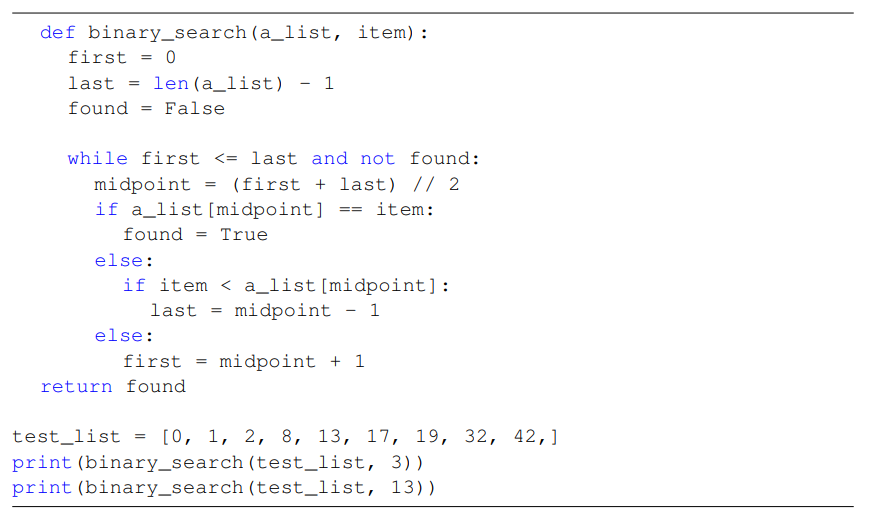 def binary_search(a_list, item):
first = 0
last = len(a_list) - 1
found = False
while first <= last and not found:
midpoint = (first + last) // 2
if a_list[midpoint] == item:
found = True
else:
if item < a_list[midpoint]:
last = midpoint - 1
else:
first = midpoint + 1
return found
test_list = [0, 1, 2, 8, 13, 17, 19, 32, 42,]
print(binary_search(test_list, 3))
print(binary_search(test_list, 13))